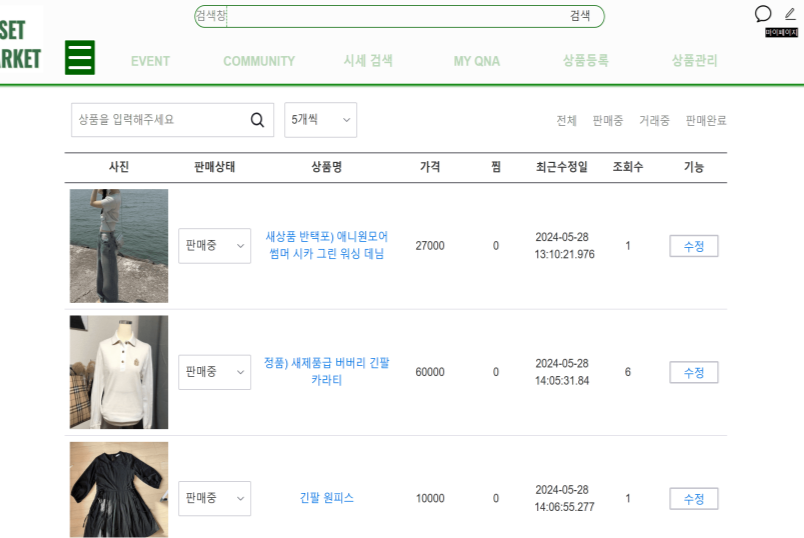 검색창 검색
SET
RKET
마이페이지
EVENT COMMUNITY 시세 검색 MY QNA 상품등록 상품관리
상품을 입력해주세요 5개씩 전체 판매중 거래중 판매완료
사진 판매상태 상품명 가격 찜 최근수정일 조회수 기능
판매중 새상품 반택포) 애니원모어
썸머 시카 그린 워싱 데님 27000 0 2024-05-28
13:10:21.976 1 수정
판매중 정품) 새제품급 버버리 긴팔
카라티 60000 0 2024-05-28
14:05:31.84 6 수정
판매중 긴팔 원피스 10000 0 2024-05-28
14:06:55.277 1 수정